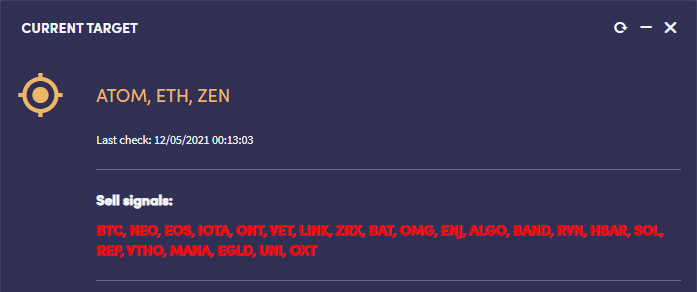 CURRENT TARGET
ATOM, ETH, ZEN
Last check: 12/05/2021 00:13:03
Sell signals:
BTC, NEO, EOS, IOTA, ONT, VET, LINK, ZRX, BAT, OMG, ENJ, ALGO, BAND, RVN, HBAR, SOL,
REP, VTHO, MANA, EGLD, UNI, OXT